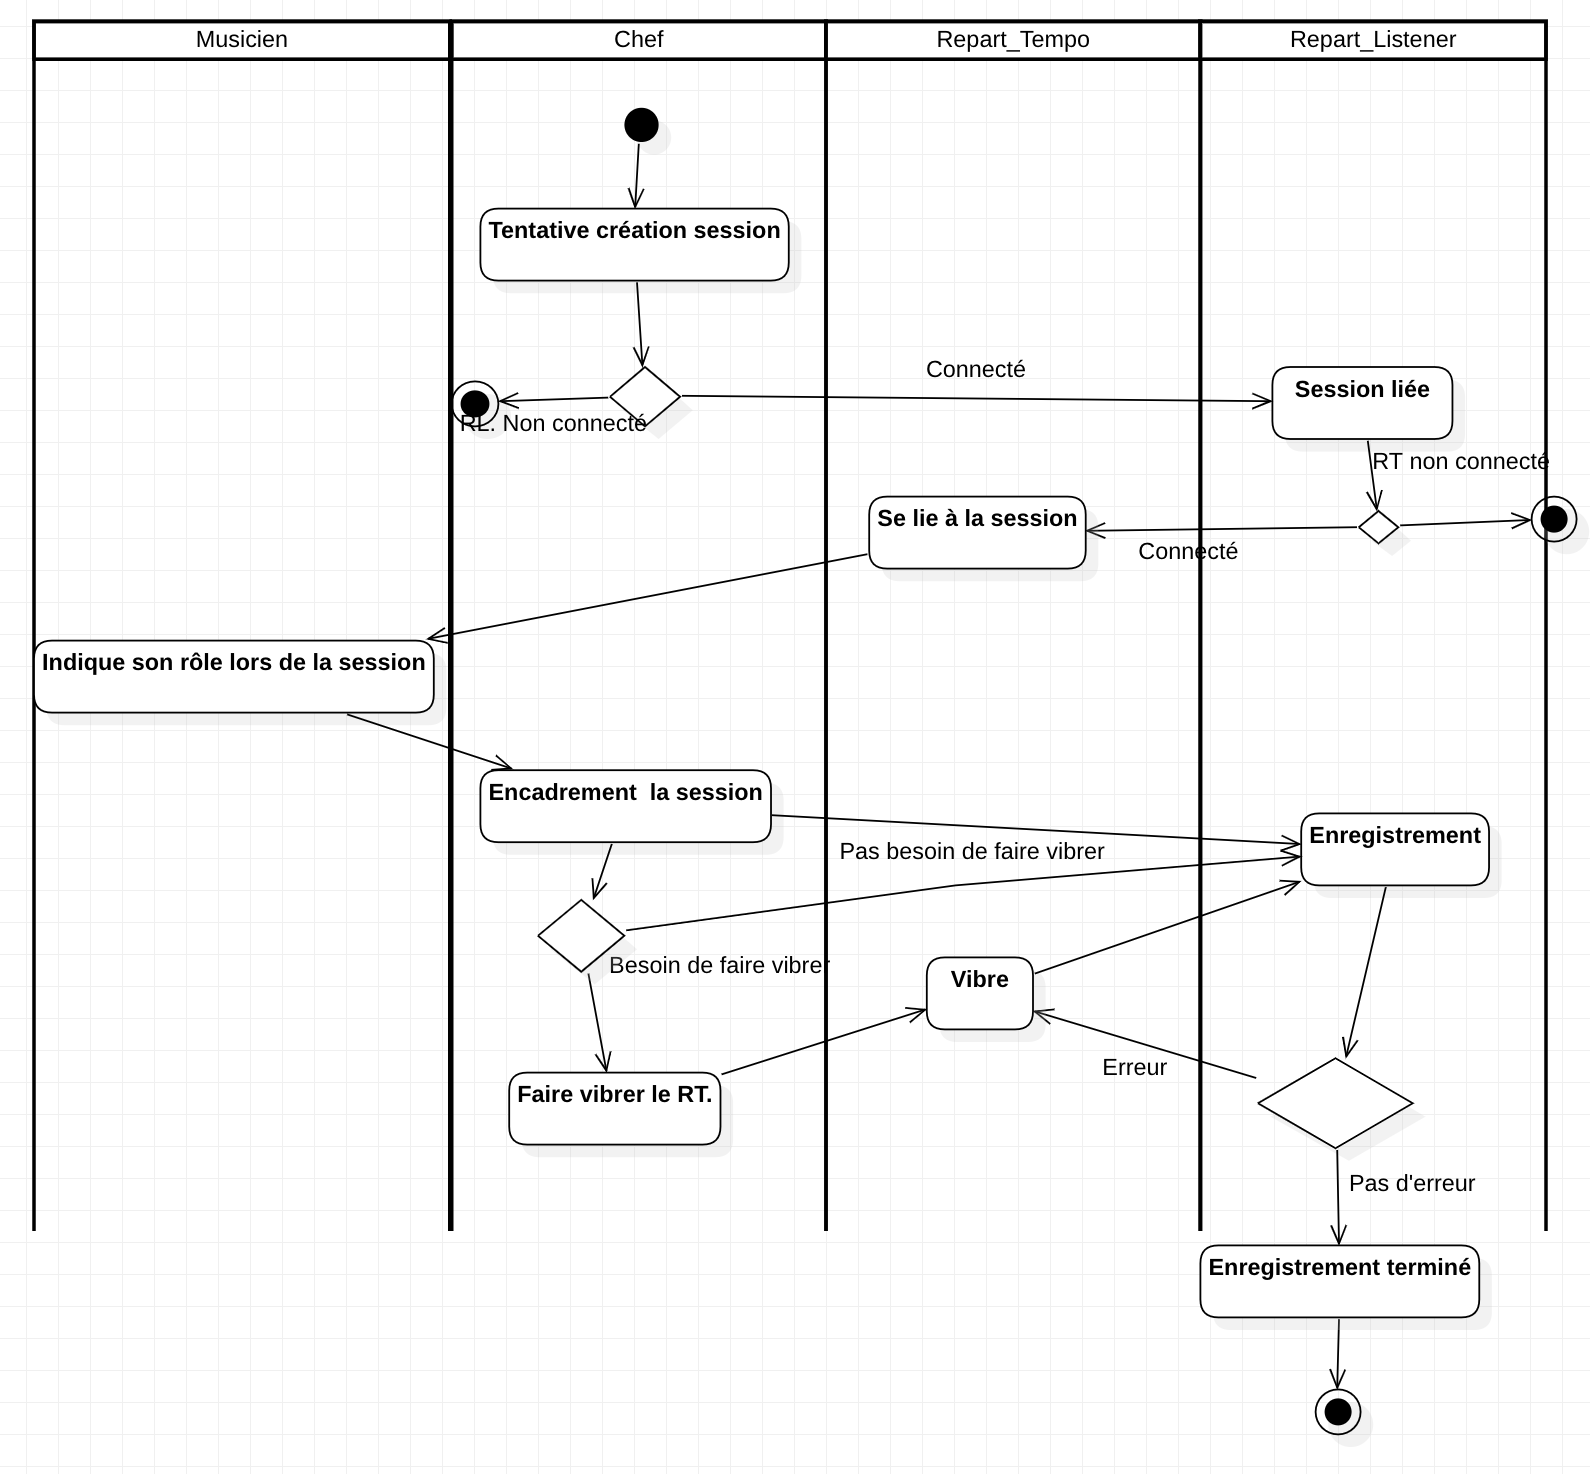 Musicien
Chef
Repart_Tempo
Repart_Listener
Tentative création session
Connecté
Session liée
RL. Non connecté
RT non connecté
Se lie à la session
Connecté
Indique son rôle lors de la session
Encadrement  la session
Enregistrement
Pas besoin de faire vibrer
Besoin de faire vibrer
Vibre
Erreur
Faire vibrer le RT.
Pas d'erreur
Enregistrement terminé